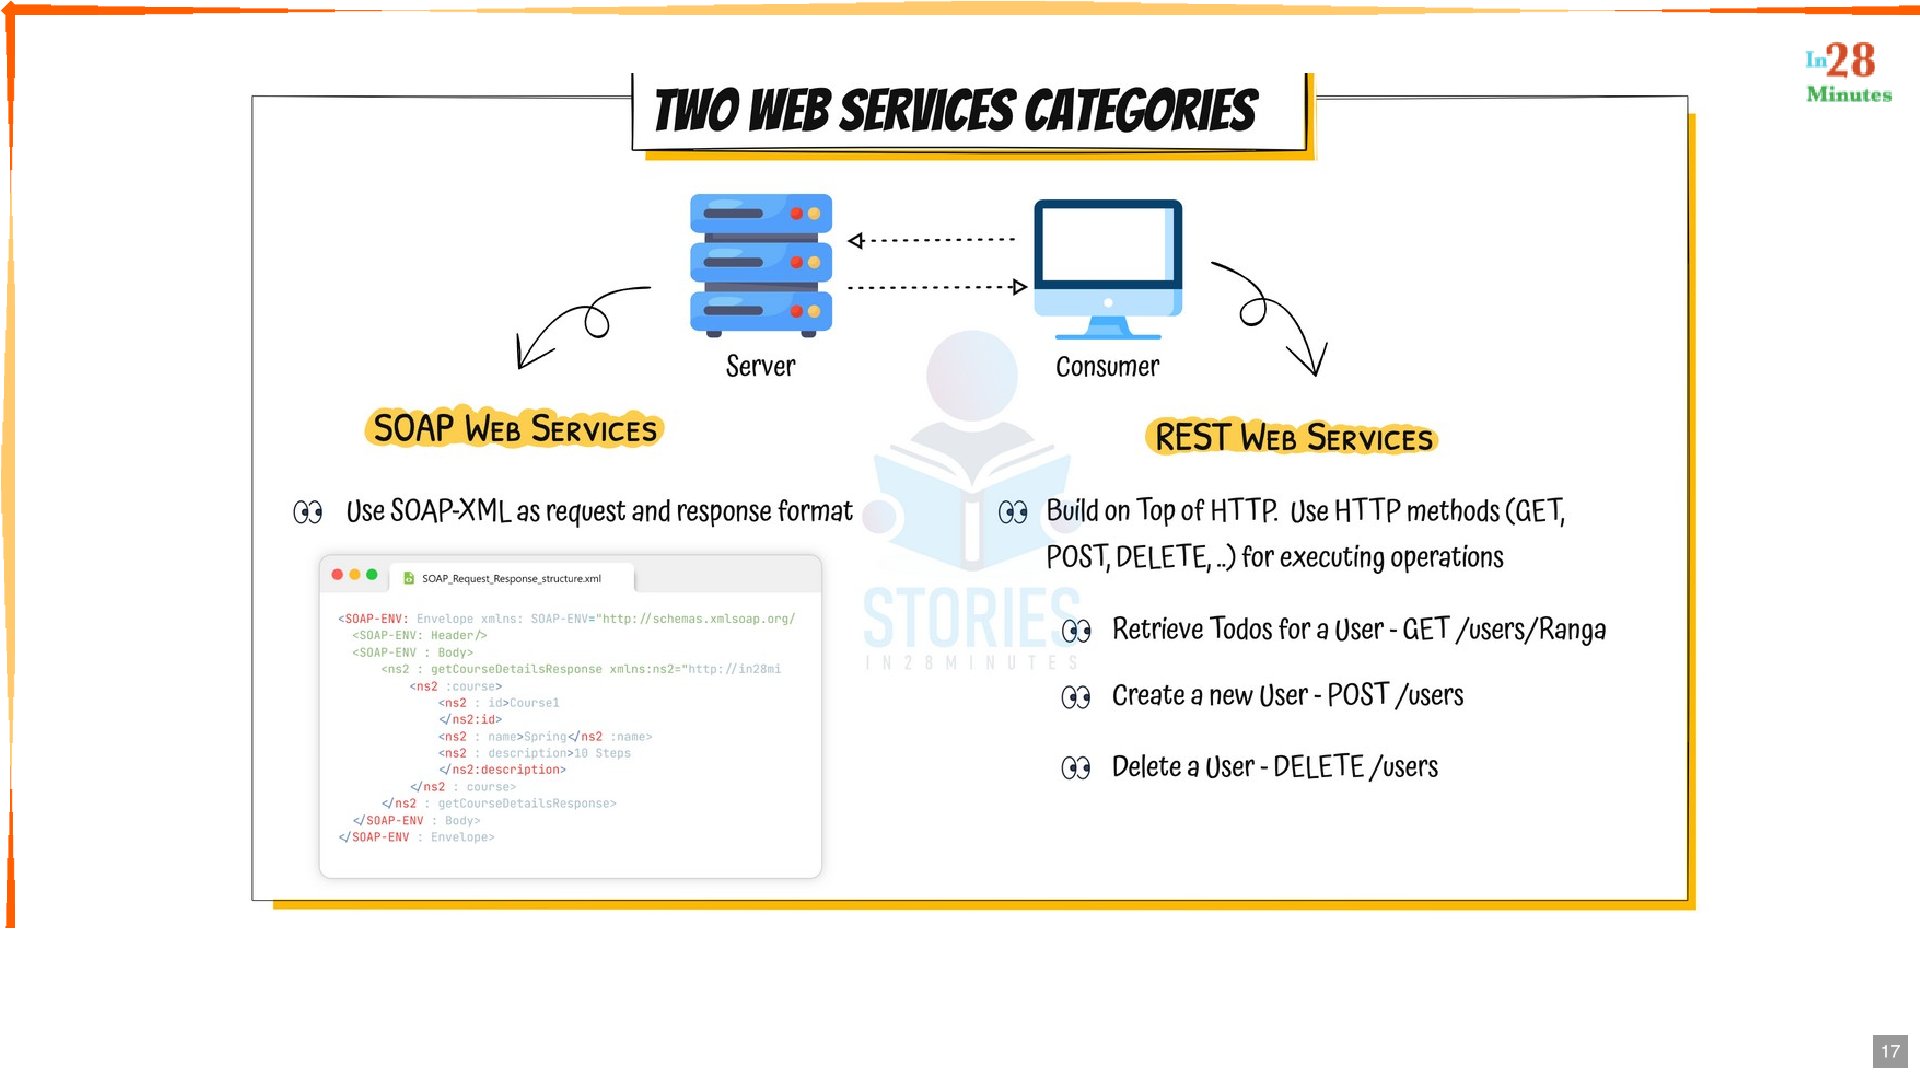 In28
Minutes
TWO WEB SERVICES CATEGORIES
Server
Consumer
SOAP WEB SERVICES
Use SOAP-XML as request and response format
SOAP_Request_Response_structure.xml
<SOAP-ENV: Envelope xmlns: SOAP-ENV="http://schemas.xmlsoap.org/
<SOAP-ENV: Header/>
<SOAP-ENV : Body>
<ns2 : getCourseDetailsResponse xmlns:ns2="http://in28mi
<ns2 :course>
<ns2 : id>Course1
</ns2:id>
<ns2 : name>Spring</ns2 :name>
<ns2 : description>10 Steps
</ns2:description>
</ns2 : course>
</ns2 : getCourseDetailsResponse>
</SOAP-ENV : Body>
</SOAP-ENV : Envelope>
REST WEB SERVICES
Build on Top of HTTP. Use HTTP methods (GET,
POST, DELETE, ..) for executing operations
Retrieve Todos for a User - GET /users/Ranga
Create a new User - POST /users
Delete a User - DELETE /users
STORIES
IN28MINUTES
17